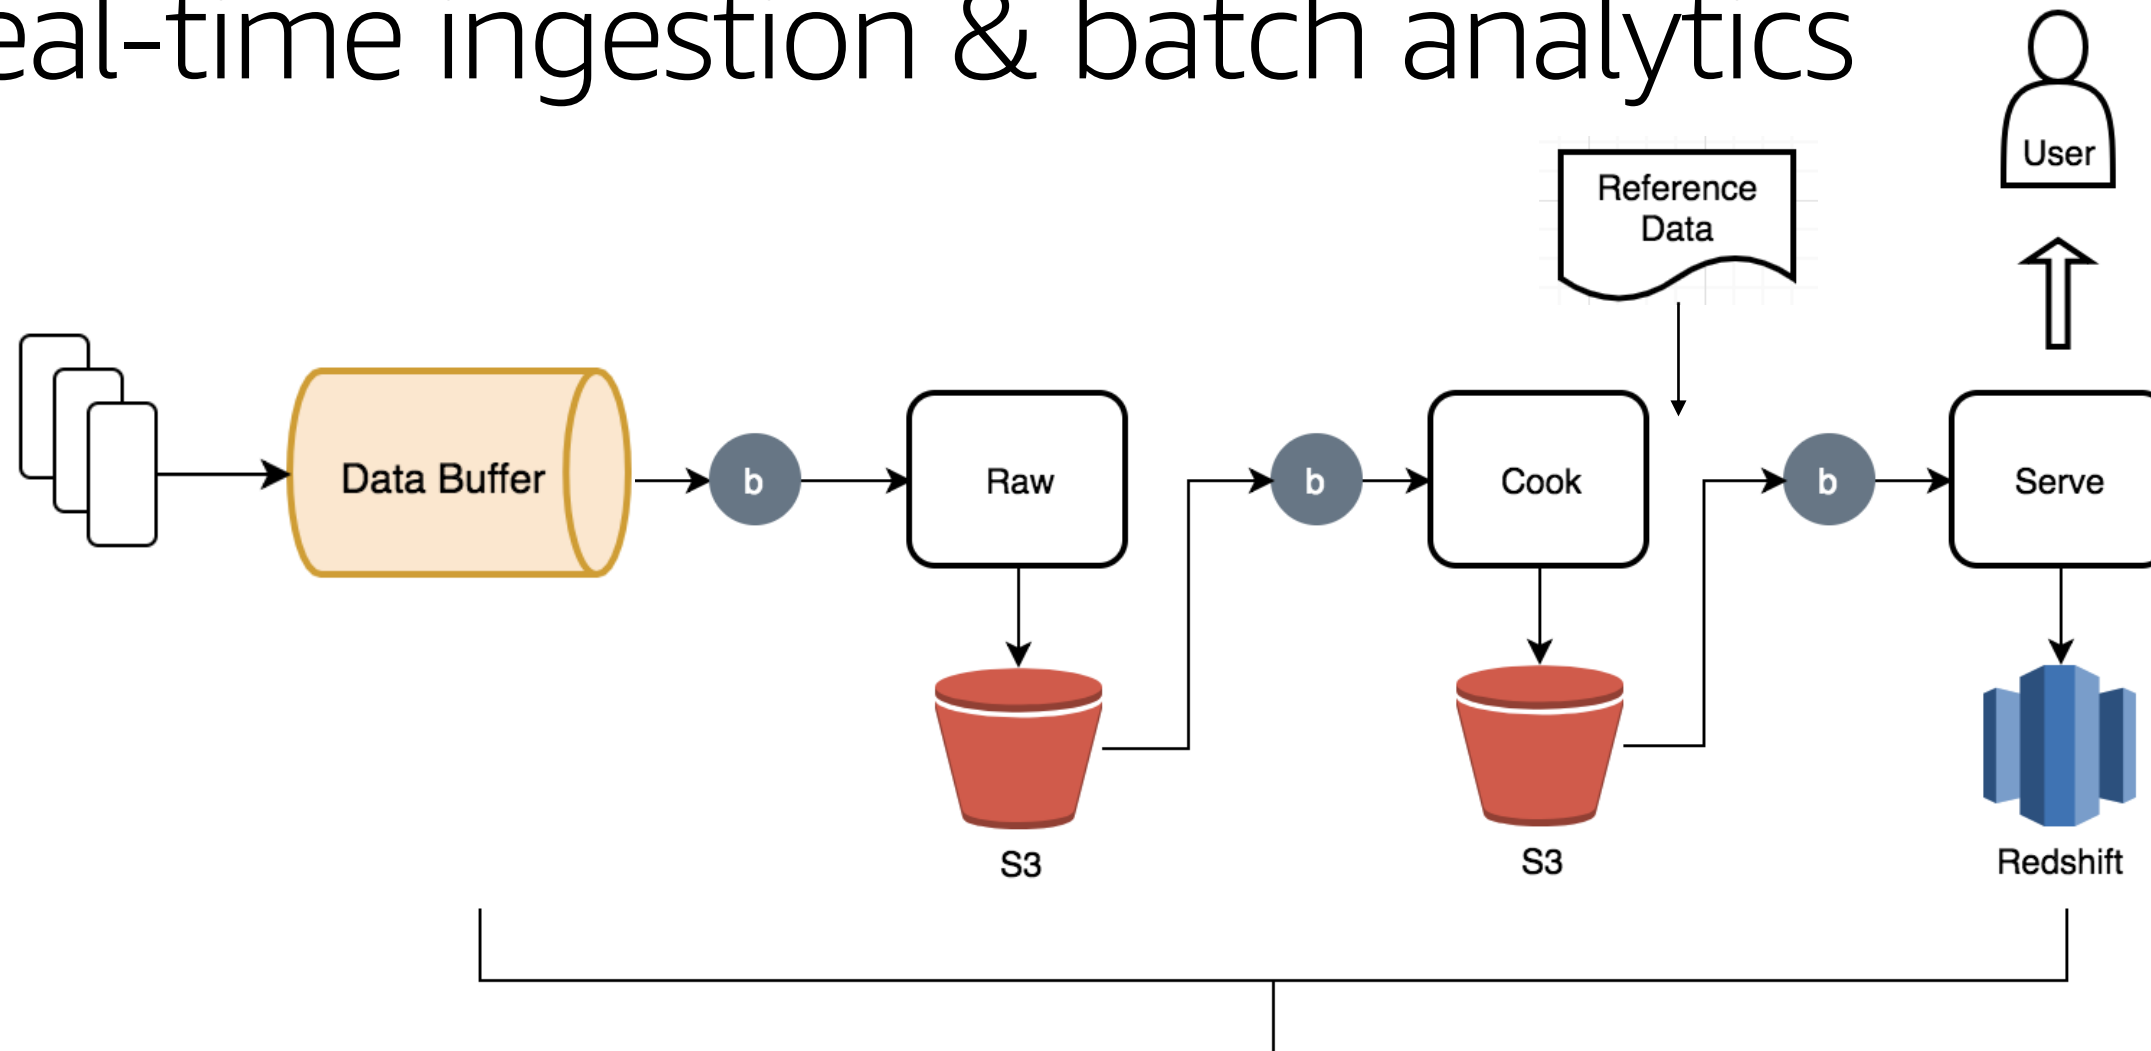 eal-time ingestion & batch analytics
User
Reference
Data
Data Buffer
b
Raw
b
Cook
b
Serve
S3
S3
Redshift